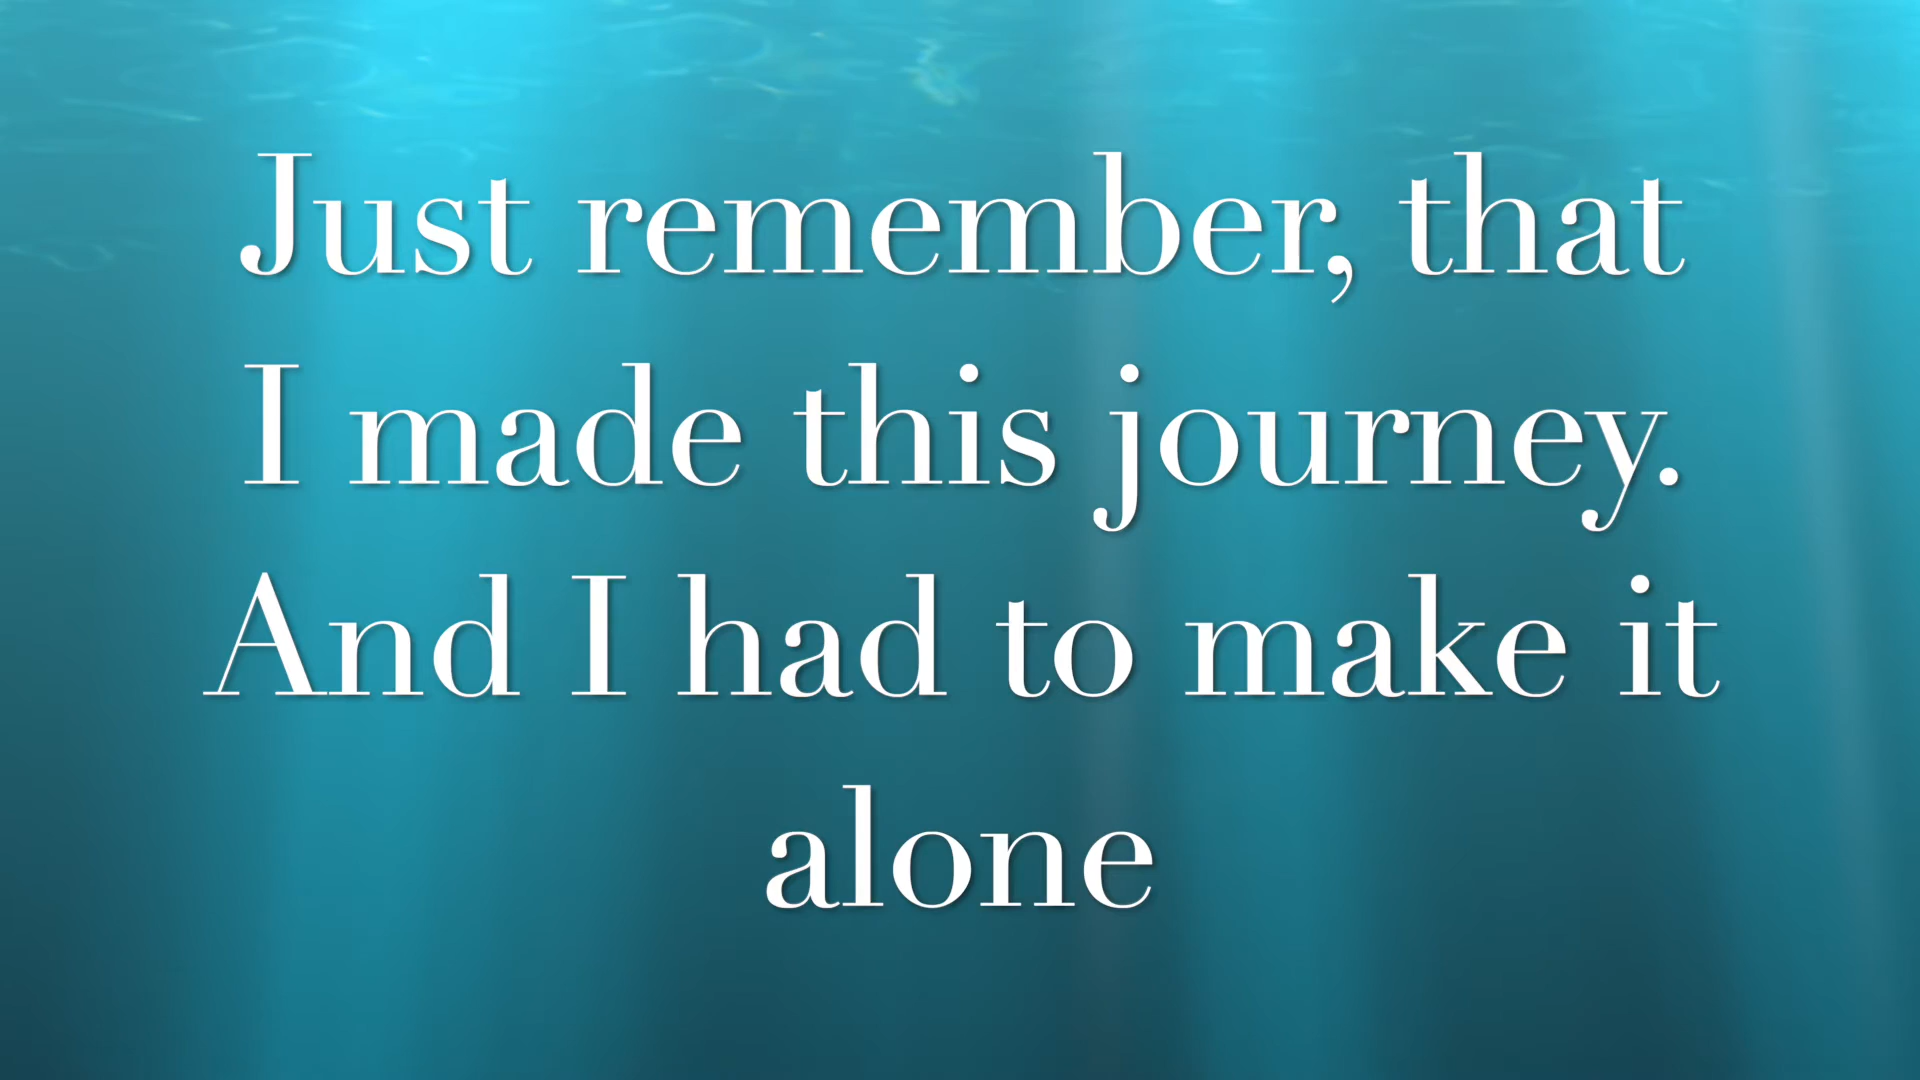 Just remember, that
I made this journey.
And I had to make it
alone